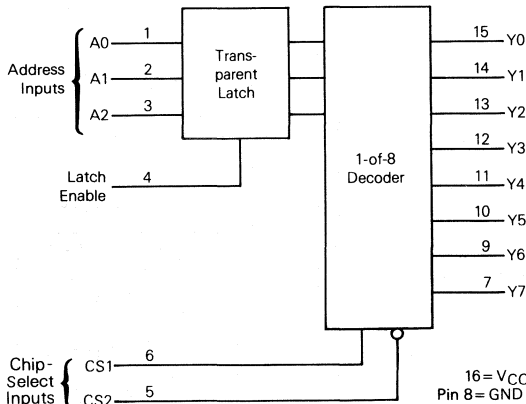 Address
Inputs
A0 1
A1 2
A2 3
Trans-
parent
Latch
Latch
Enable
4
1-of-8
Decoder
15 Y0
14 Y1
13 Y2
12 Y3
11 Y4
10 Y5
9 Y6
7 Y7
Chip-
Select
Inputs
CS1 6
CS2 5
16 = VCC
Pin 8 = GND